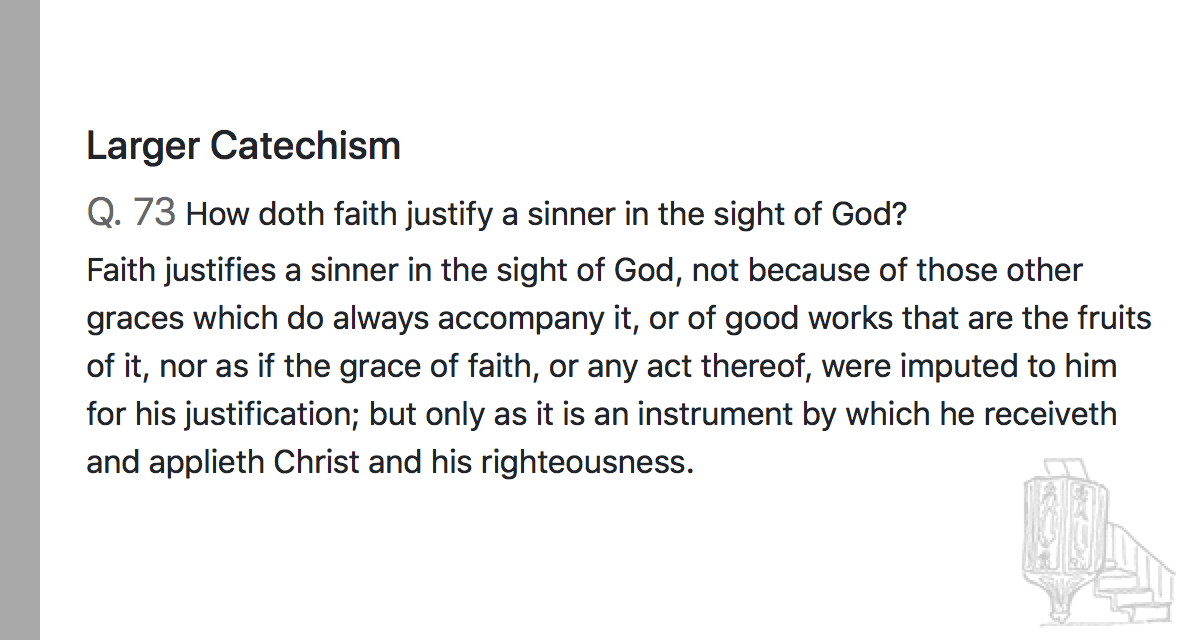 Larger Catechism
Q. 73 How doth faith justify a sinner in the sight of God?
Faith justifies a sinner in the sight of God, not because of those other
graces which do always accompany it, or of good works that are the fruits
of it, nor as if the grace of faith, or any act thereof, were imputed to him
for his justification; but only as it is an instrument by which he receiveth
and applieth Christ and his righteousness.